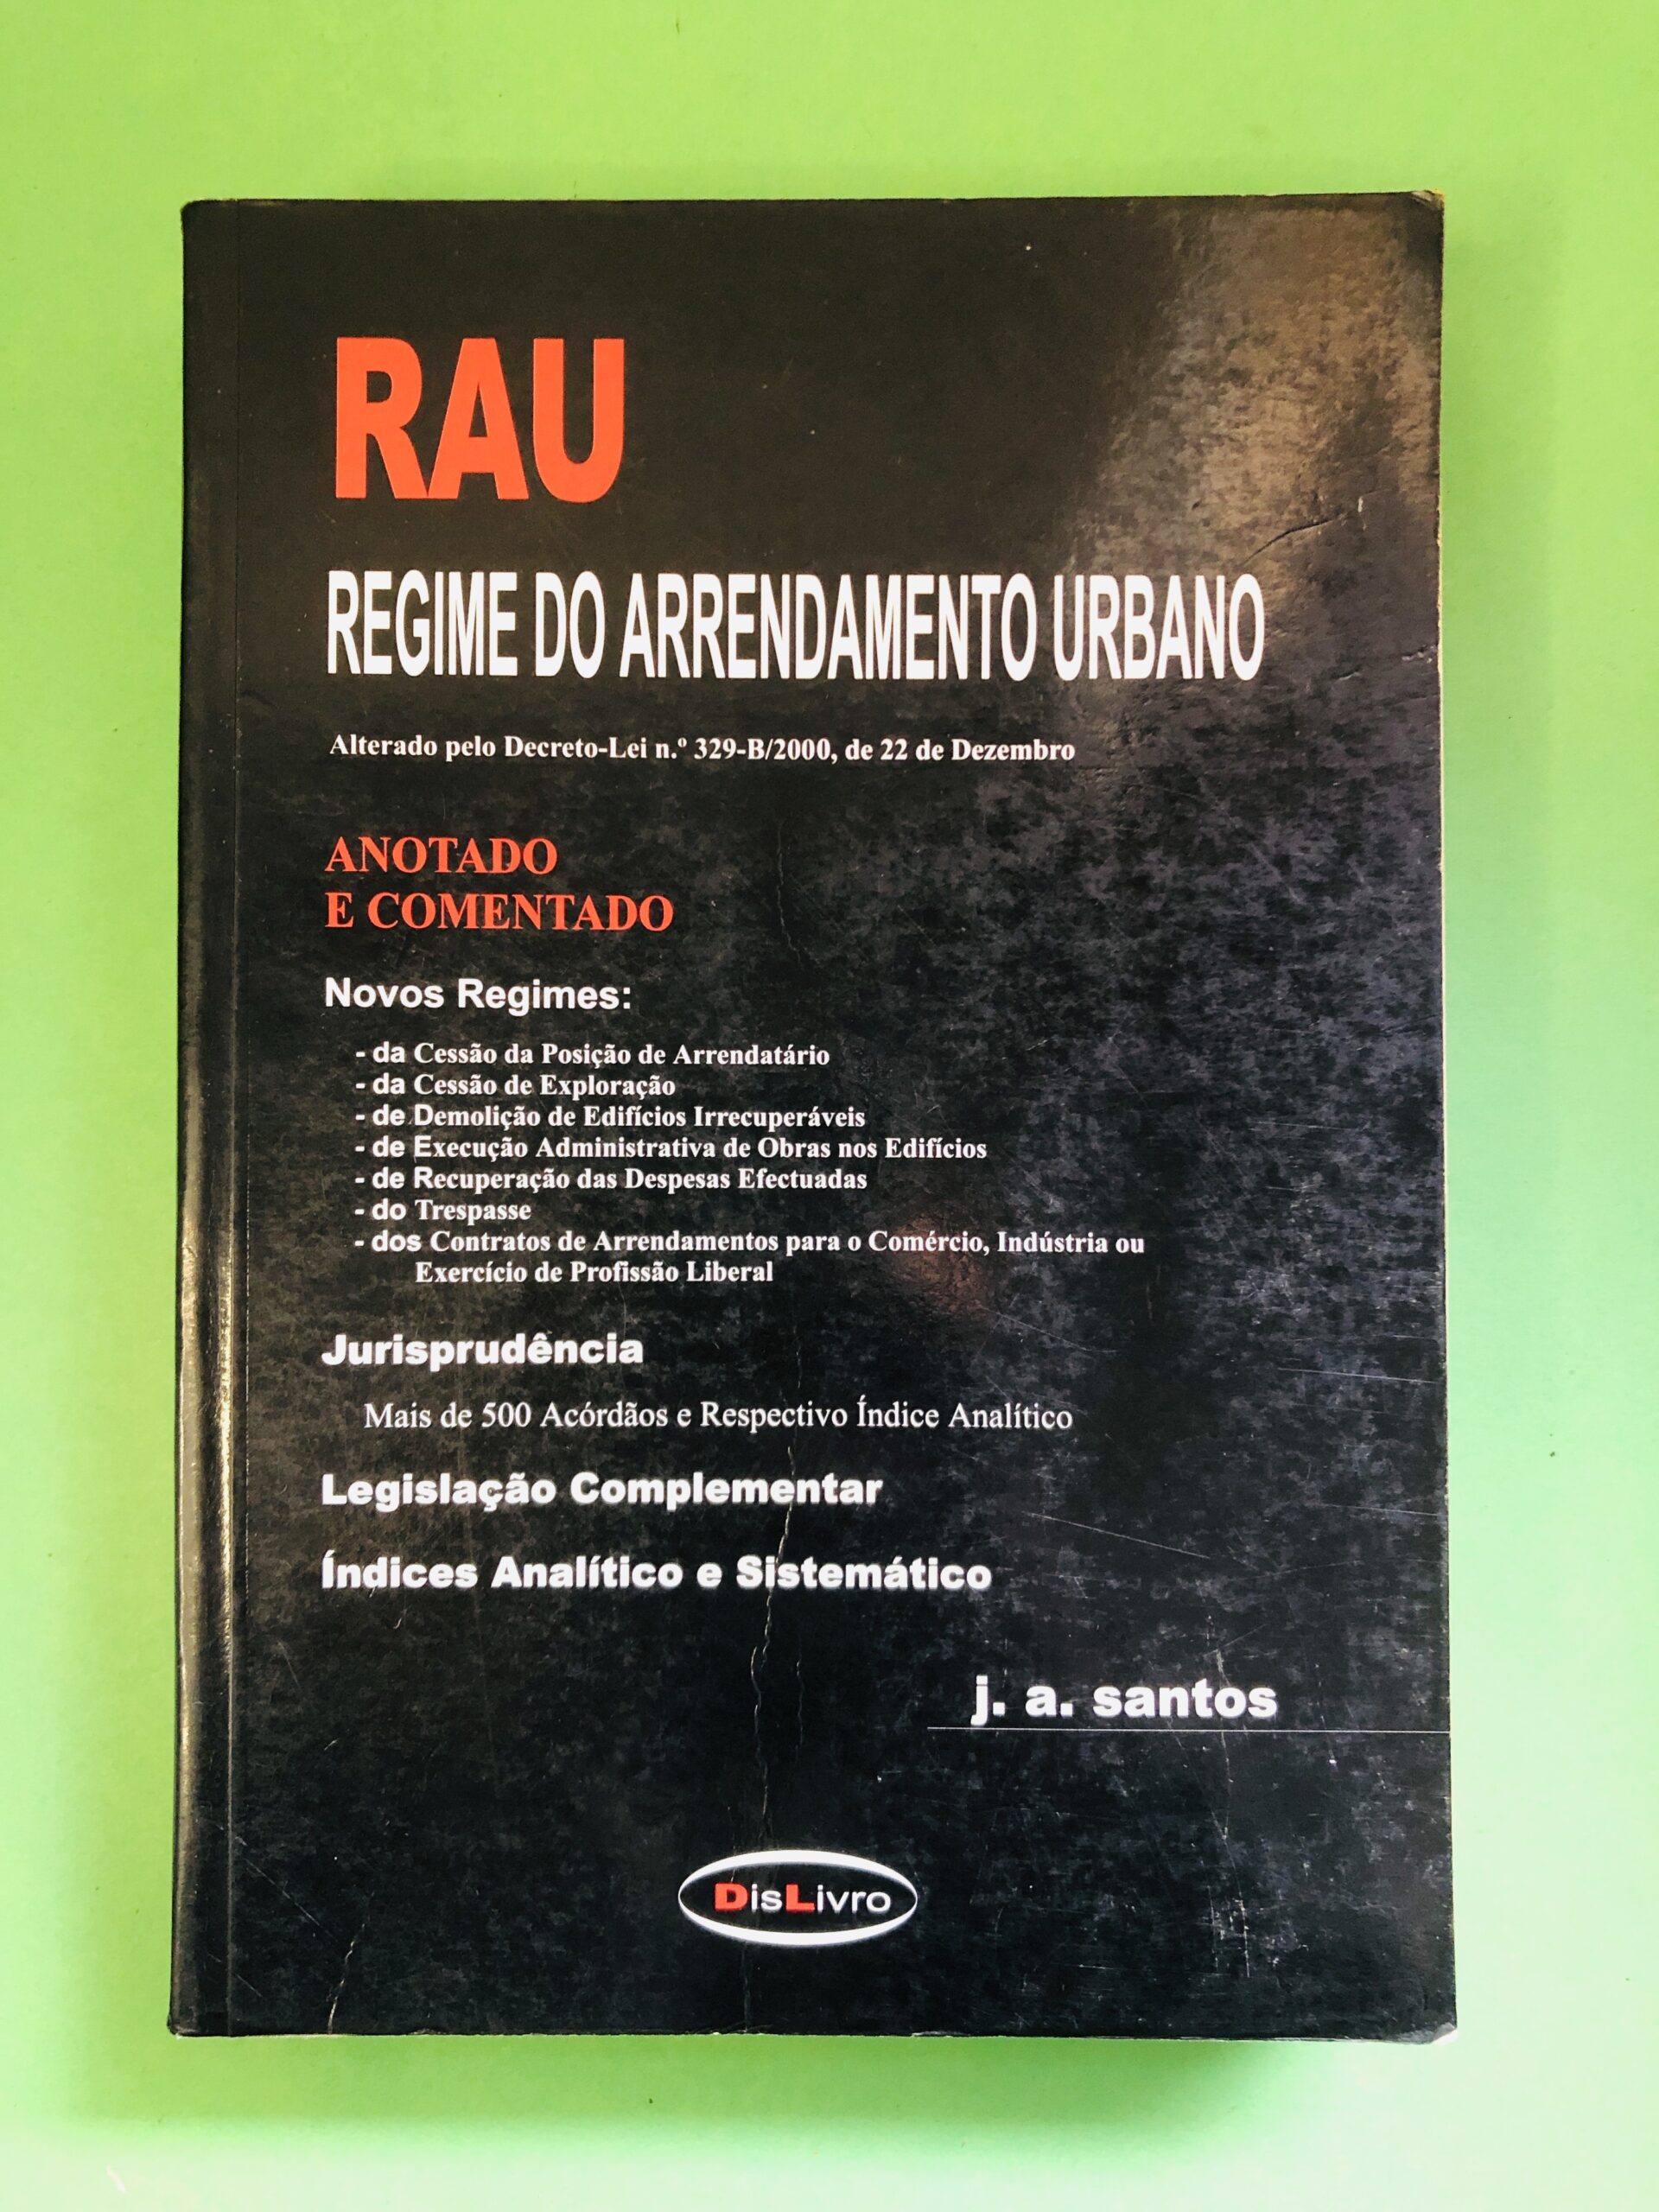 RAU
REGIME DO ARRENDAMENTO URBANO
Alterado pelo Decreto-Lei n.º 329-B/2000, de 22 de Dezembro
ANOTADO
E COMENTADO
Novos Regimes:
- da Cessão da Posição de Arrendatário
- da Cessão de Exploração
- de Demolição de Edifícios Irrecuperáveis
- de Execução Administrativa de Obras nos Edifícios
- de Recuperação das Despesas Efectuadas
- do Trespasse
- dos Contratos de Arrendamentos para o Comércio, Indústria ou
Exercício de Profissão Liberal
Jurisprudência
Mais de 500 Acórdãos e Respectivo Índice Analítico
Legislação Complementar
Índices Analítico e Sistemático
j. a. santos
DisLivro